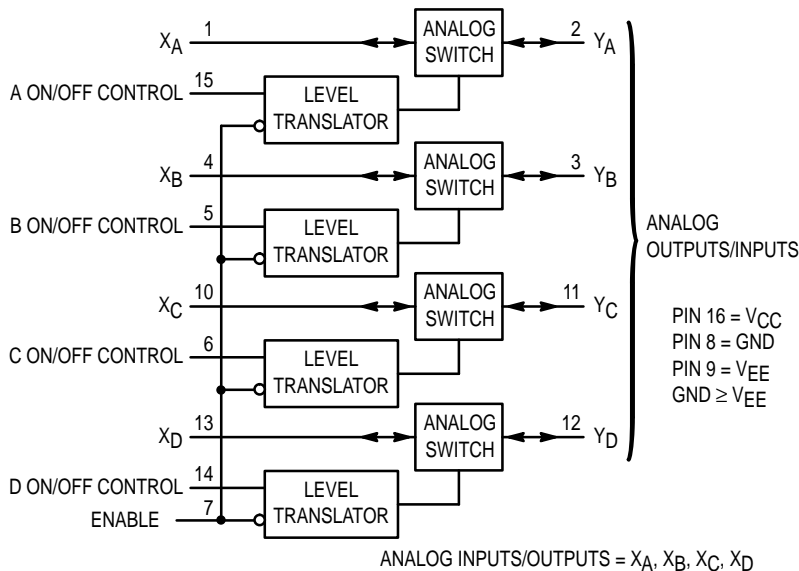 XA 1 ANALOG SWITCH 2 YA
A ON/OFF CONTROL 15 LEVEL TRANSLATOR
XB 4 ANALOG SWITCH 3 YB
B ON/OFF CONTROL 5 LEVEL TRANSLATOR
ANALOG
OUTPUTS/INPUTS
XC 10 ANALOG SWITCH 11 YC
C ON/OFF CONTROL 6 LEVEL TRANSLATOR
PIN 16 = VCC
PIN 8 = GND
PIN 9 = VEE
GND ≥ VEE
XD 13 ANALOG SWITCH 12 YD
D ON/OFF CONTROL 14 LEVEL TRANSLATOR
ENABLE 7
ANALOG INPUTS/OUTPUTS = XA, XB, XC, XD